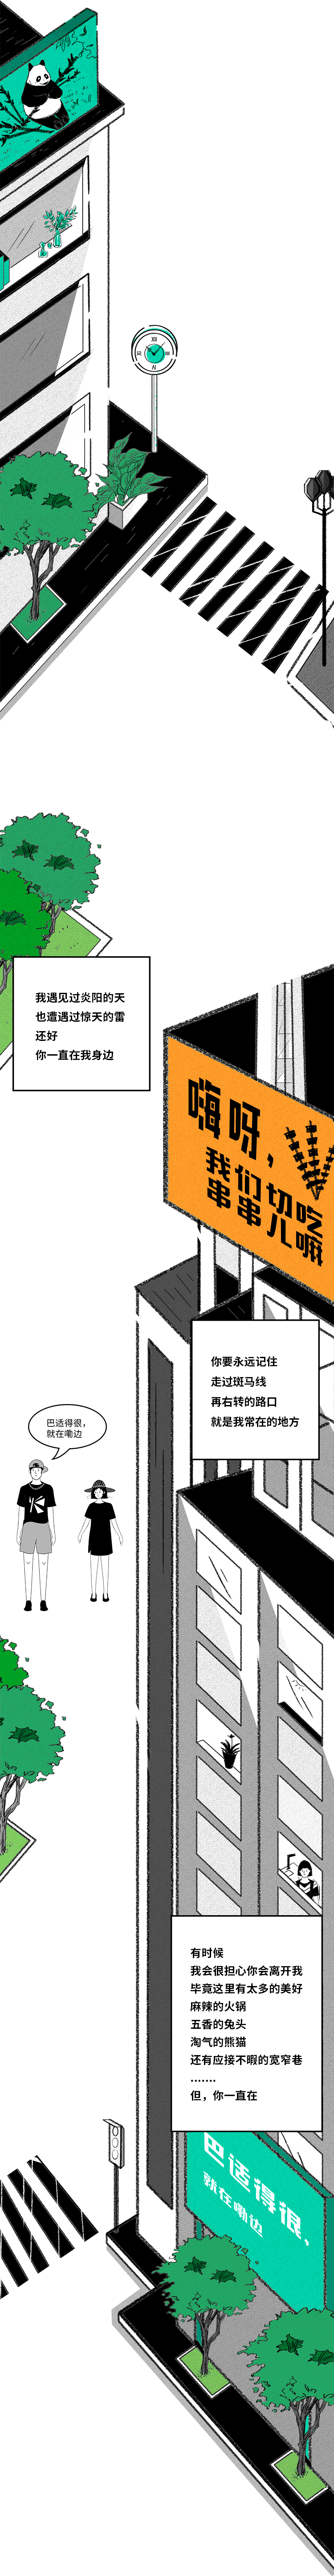 我遇见过炎阳的天
也遭遇过惊天的雷
还好
你一直在我身边
嗨呀，
我们切吃
串串儿嘛
你要永远记住
走过斑马线
再右转的路口
就是我常在的地方
巴适得很，
就在嘞边
有时候
我会很担心你会离开我
毕竟这里有太多的美好
麻辣的火锅
五香的兔头
淘气的熊猫
还有应接不暇的宽窄巷
.......
但，你一直在
巴适得很，
就在嘞边